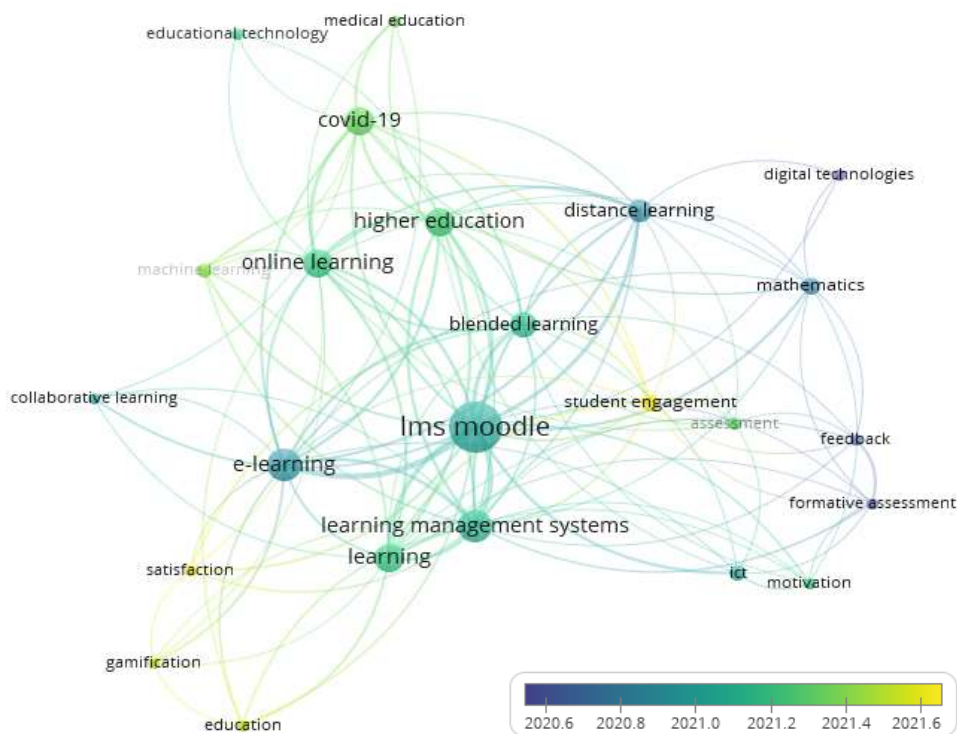 medical education
educational technology
covid-19
digital technologies
distance learning
higher education
online learning
machine learning
mathematics
blended learning
collaborative learning
student engagement
assessment
lms moodle
feedback
e-learning
formative assessment
learning management systems
learning
satisfaction
ict
motivation
gamification
education
2020.6 2020.8 2021.0 2021.2 2021.4 2021.6